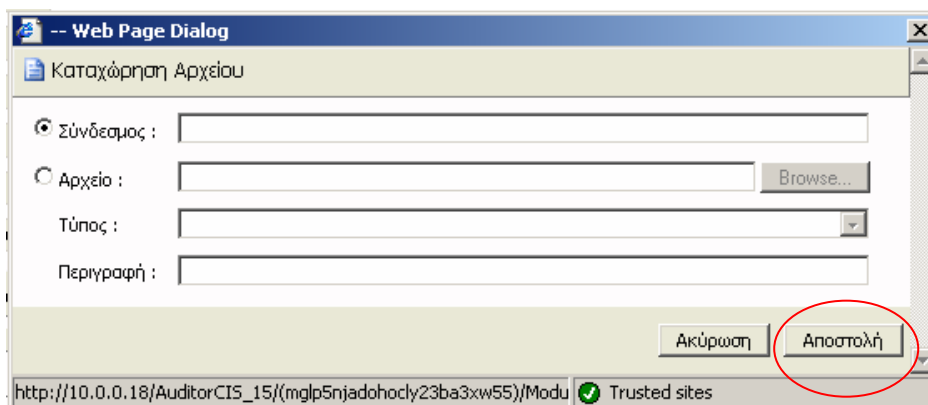 -- Web Page Dialog
Καταχώρηση Αρχείου
Σύνδεσμος :
Αρχείο :
Browse...
Τύπος :
Περιγραφή :
Ακύρωση
Αποστολή
http://10.0.0.18/AuditorCIS_15/(mglp5njadohocly23ba3xw55)/Modu
Trusted sites